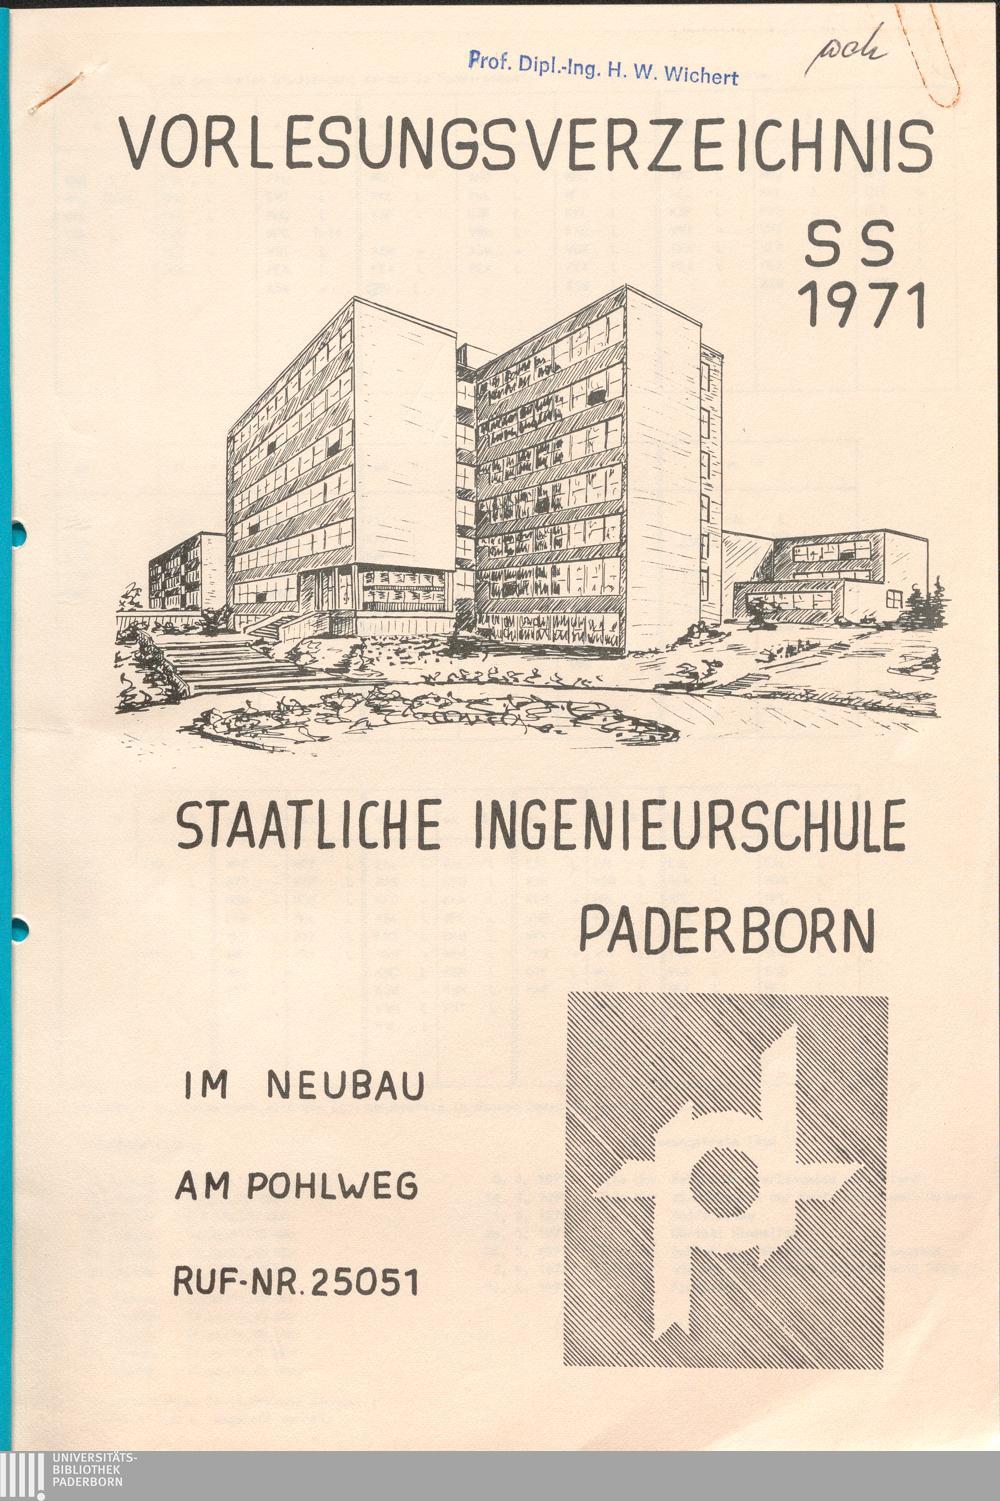 Prof. Dipl.-Ing. H. W. Wichert
VORLESUNGSVERZEICHNIS
SS
1971
STAATLICHE INGENIEURSCHULE
PADERBORN
IM NEUBAU
AM POHLWEG
RUF-NR. 25051
UNIVERSITÄTS-
BIBLIOTHEK
PADERBORN